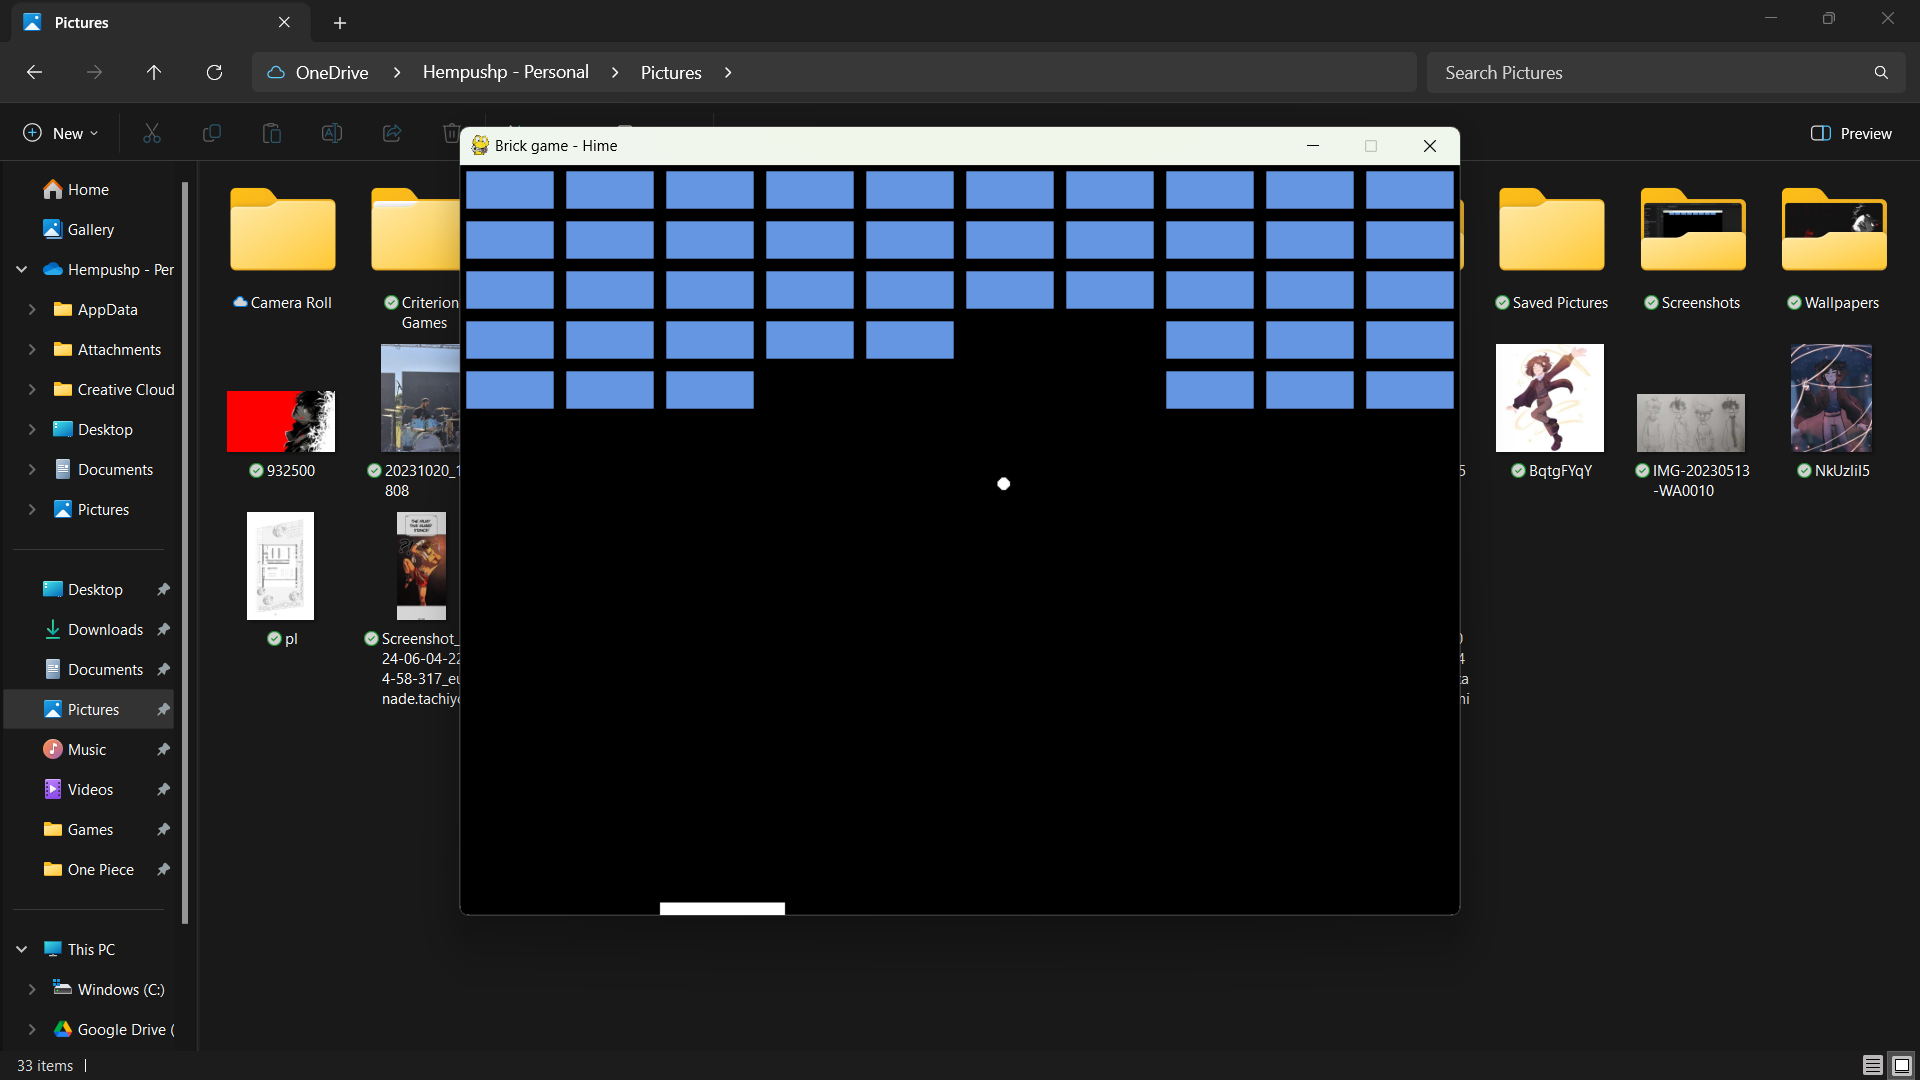 Pictures
OneDrive
Hempushp - Personal
Pictures
Search Pictures
New
Preview
Brick game - Hime
Home
Gallery
Hempushp - Per
AppData
Attachments
Creative Cloud
Desktop
Documents
Pictures
Desktop
Downloads
Documents
Pictures
Music
Videos
Games
One Piece
This PC
Windows (C:)
Google Drive (
Camera Roll
Criterion
Games
Saved Pictures
Screenshots
Wallpapers
932500
20231020_1
808
5
BqtgFYqY
IMG-20230513
-WA0010
pl
Screenshot_
24-06-04-22
4-58-317_eu
nade.tachiy
4
a
ni
33 items